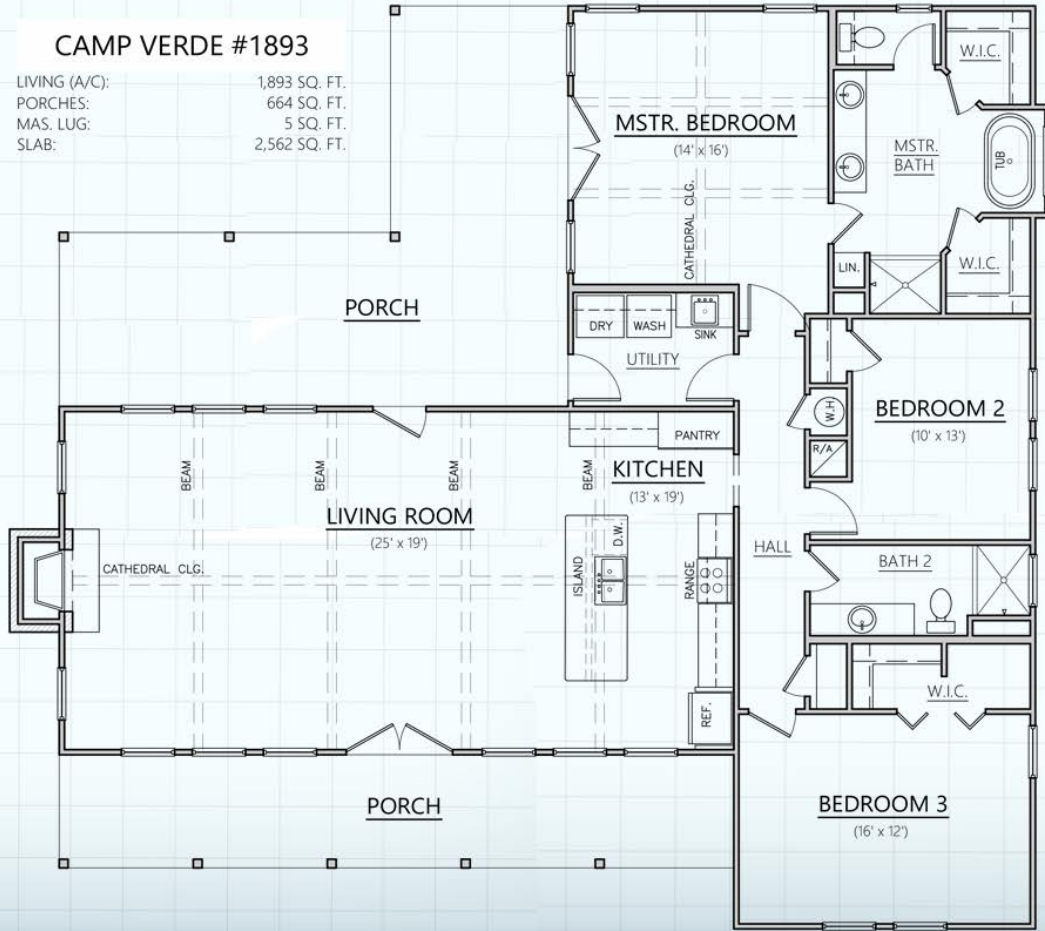 CAMP VERDE #1893
LIVING (A/C): 1,893 SQ. FT.
PORCHES: 664 SQ. FT.
MAS. LUG: 5 SQ. FT.
SLAB: 2,562 SQ. FT.
W.I.C.
MSTR. BEDROOM
(14' x 16')
MSTR.
BATH
TUB
CATHEDRAL CLG.
W.I.C.
LIN.
PORCH
DRY
WASH
SINK
UTILITY
W.H
BEDROOM 2
(10' x 13')
PANTRY
R/A
BEAM
BEAM
BEAM
BEAM
KITCHEN
(13' x 19')
LIVING ROOM
(25' x 19')
D.W.
HALL
BATH 2
CATHEDRAL CLG.
ISLAND
RANGE
W.I.C.
REF.
PORCH
BEDROOM 3
(16' x 12')